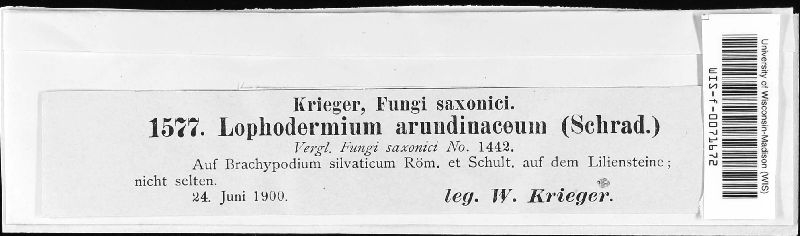 Krieger, Fungi saxonici.
1577. Lophodermium arundinaceum (Schrad.)
Vergl. Fungi saxonici No. 1442.
Auf Brachypodium silvaticum Röm. et Schult. auf dem Liliensteine;
nicht selten.
24. Juni 1900.
leg. W. Krieger.
University of Wisconsin-Madison (WIS)
WIS-f-0071672